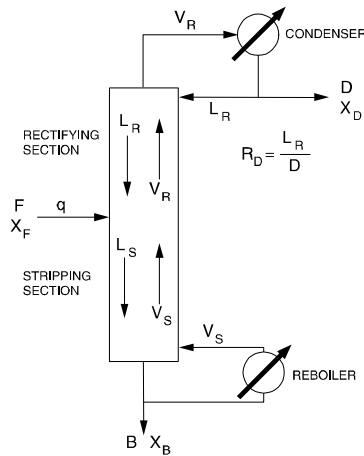 V_R
CONDENSER
D
X_D
L_R
RECTIFYING
SECTION
L_R
V_R
R_D = L_R / D
F
X_F
q
L_S
V_S
STRIPPING
SECTION
V_S
REBOILER
B X_B